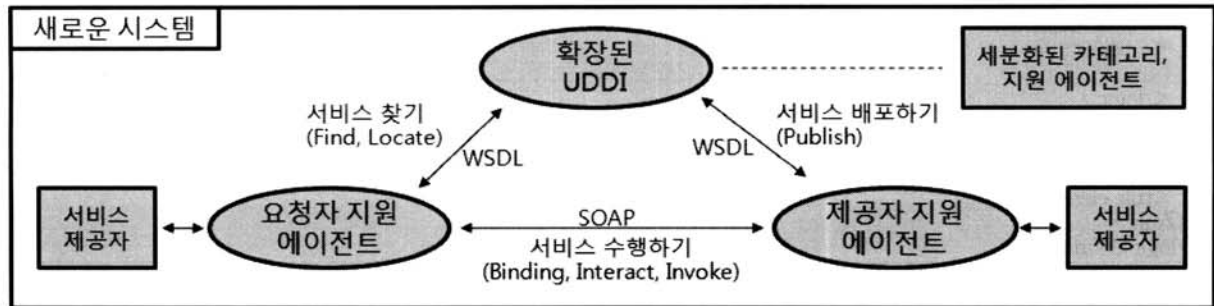 새로운 시스템
확장된
UDDI
세분화된 카테고리,
지원 에이전트
서비스 찾기
(Find, Locate)
WSDL
서비스 배포하기
(Publish)
WSDL
서비스
제공자
요청자 지원
에이전트
SOAP
서비스 수행하기
(Binding, Interact, Invoke)
제공자 지원
에이전트
서비스
제공자